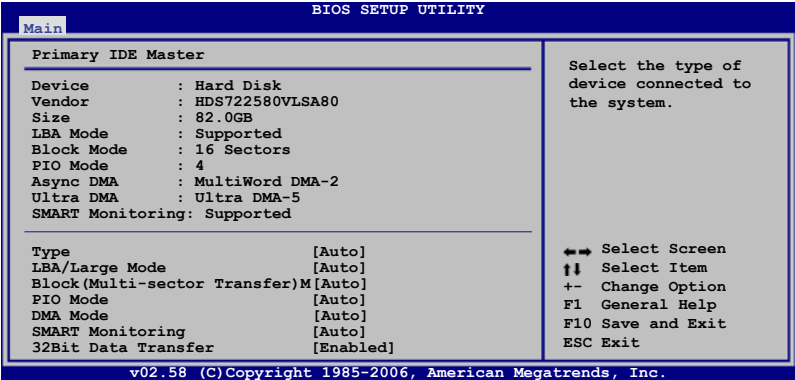 BIOS SETUP UTILITY
Main
Primary IDE Master
Device : Hard Disk
Vendor : HDS722580VLSA80
Size : 82.0GB
LBA Mode : Supported
Block Mode : 16 Sectors
PIO Mode : 4
Async DMA : MultiWord DMA-2
Ultra DMA : Ultra DMA-5
SMART Monitoring: Supported
Type [Auto]
LBA/Large Mode [Auto]
Block(Multi-sector Transfer)M[Auto]
PIO Mode [Auto]
DMA Mode [Auto]
SMART Monitoring [Auto]
32Bit Data Transfer [Enabled]
Select the type of
device connected to
the system.
←→ Select Screen
↑↓ Select Item
+- Change Option
F1 General Help
F10 Save and Exit
ESC Exit
v02.58 (C)Copyright 1985-2006, American Megatrends, Inc.